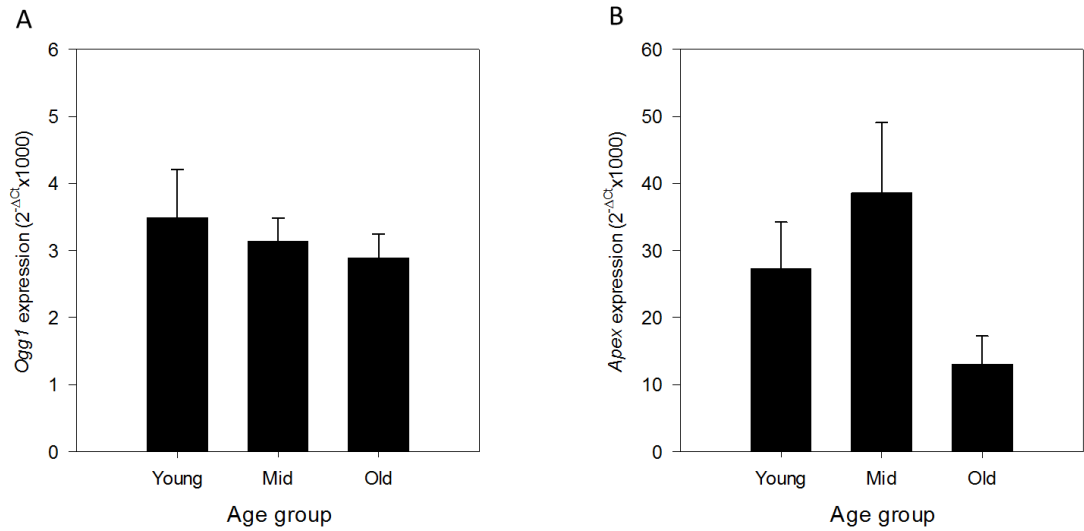 A
Ogg1 expression (2-ΔCtx1000)
6
5
4
3
2
1
0
Young Mid Old
Age group
B
Apex expression (2-ΔCtx1000)
60
50
40
30
20
10
0
Young Mid Old
Age group